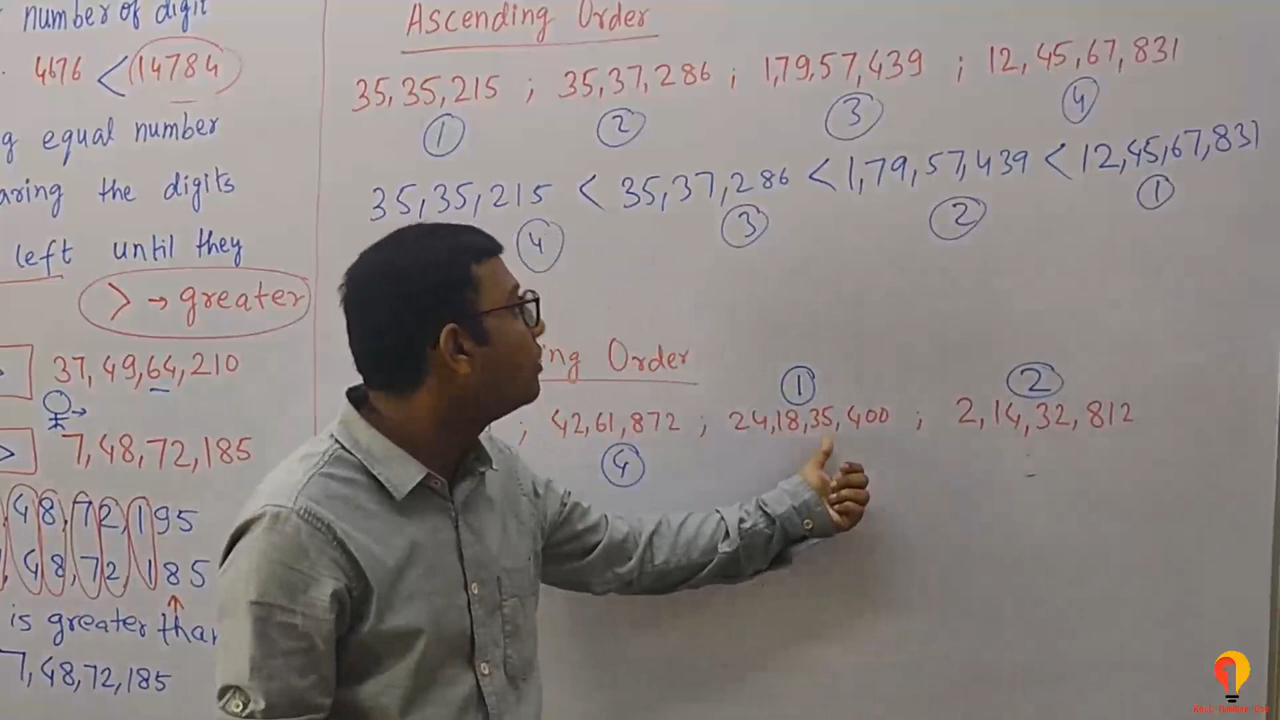 number of digit
4676 < 14784
equal number
the digits
left until they
> → greater
37,49,64,210
7,48,72,185
48,72,195
48,72,185
is greater than
7,48,72,185
Ascending Order
35,35,215 ; 35,37,286 ; 1,79,57,439 ; 12,45,67,831
1 2 3 4
35,35,215 < 35,37,286 < 1,79,57,439 < 12,45,67,831
4 3 2 1
ing Order
1 2
; 42,61,872 ; 24,18,35,400 ; 2,14,32,812
4